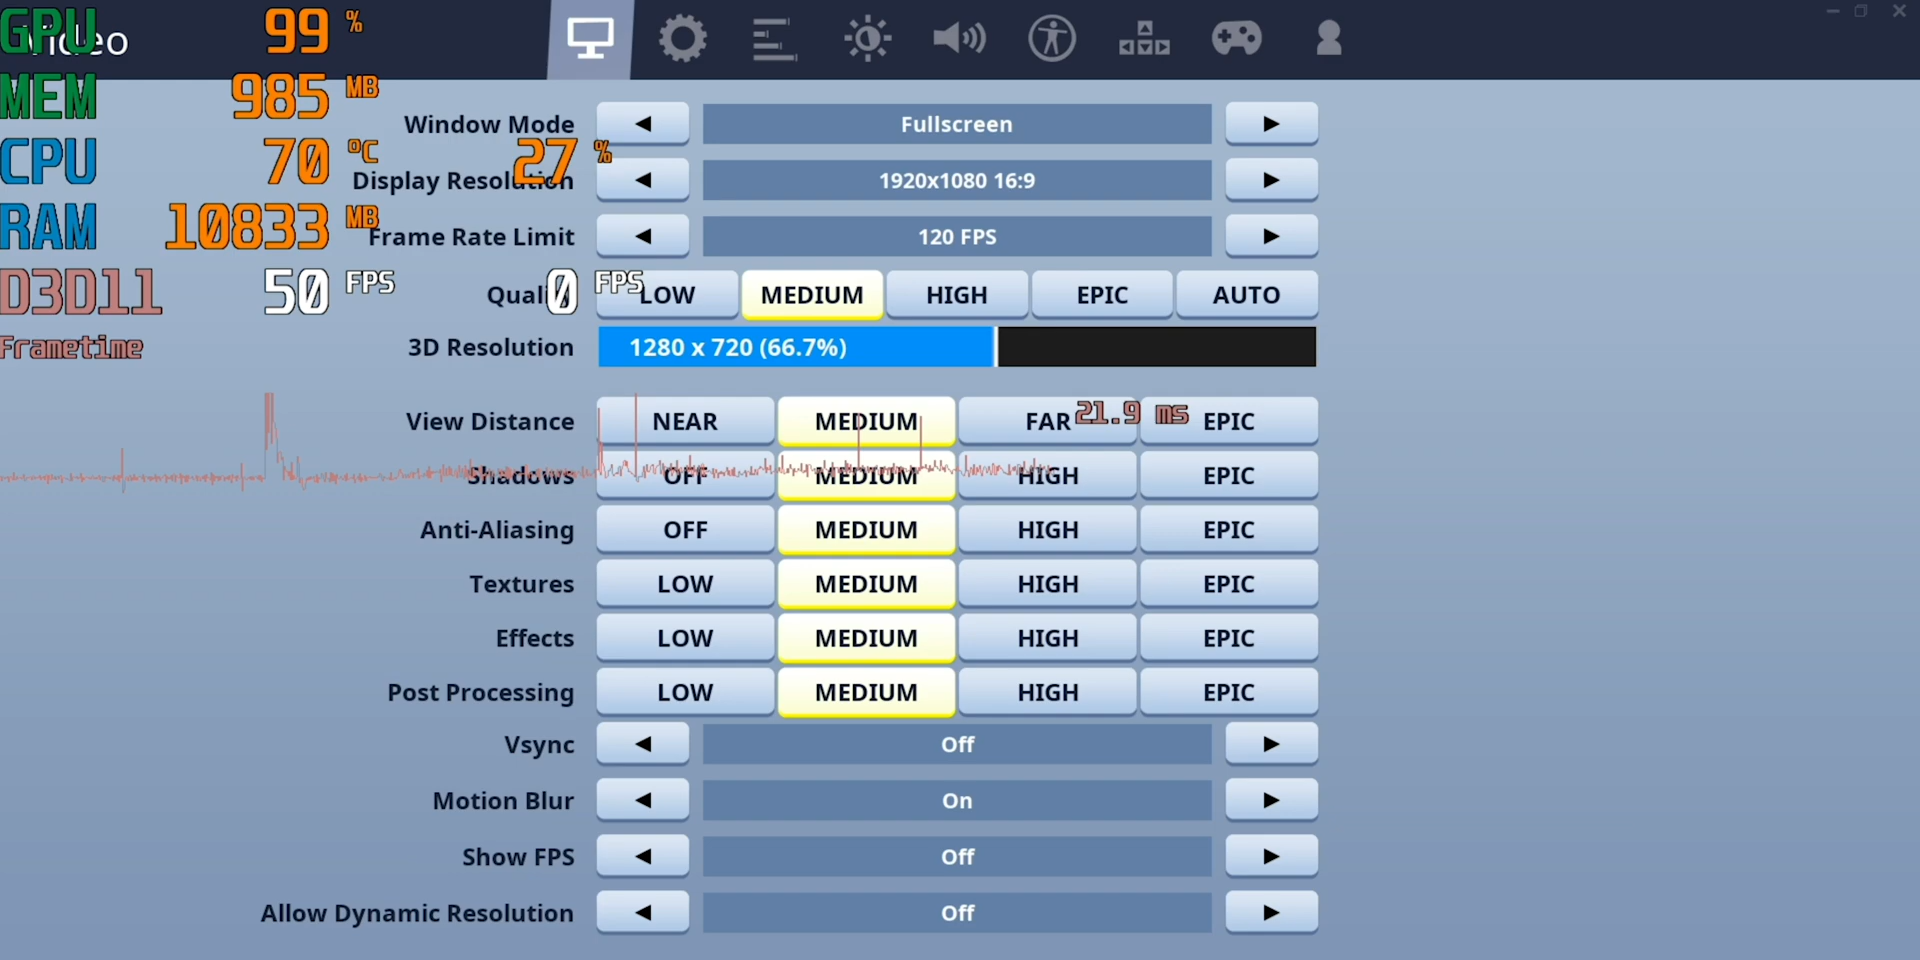 Video
GPU 99 %
MEM 985 MB
CPU 70 °C 27 %
RAM 10833 MB
D3D11 50 FPS 0 FPS
Frametime
21.9 ms
Window Mode Fullscreen
Display Resolution 1920x1080 16:9
Frame Rate Limit 120 FPS
Quality LOW MEDIUM HIGH EPIC AUTO
3D Resolution 1280 x 720 (66.7%)
View Distance NEAR MEDIUM FAR EPIC
Shadows OFF MEDIUM HIGH EPIC
Anti-Aliasing OFF MEDIUM HIGH EPIC
Textures LOW MEDIUM HIGH EPIC
Effects LOW MEDIUM HIGH EPIC
Post Processing LOW MEDIUM HIGH EPIC
Vsync Off
Motion Blur On
Show FPS Off
Allow Dynamic Resolution Off